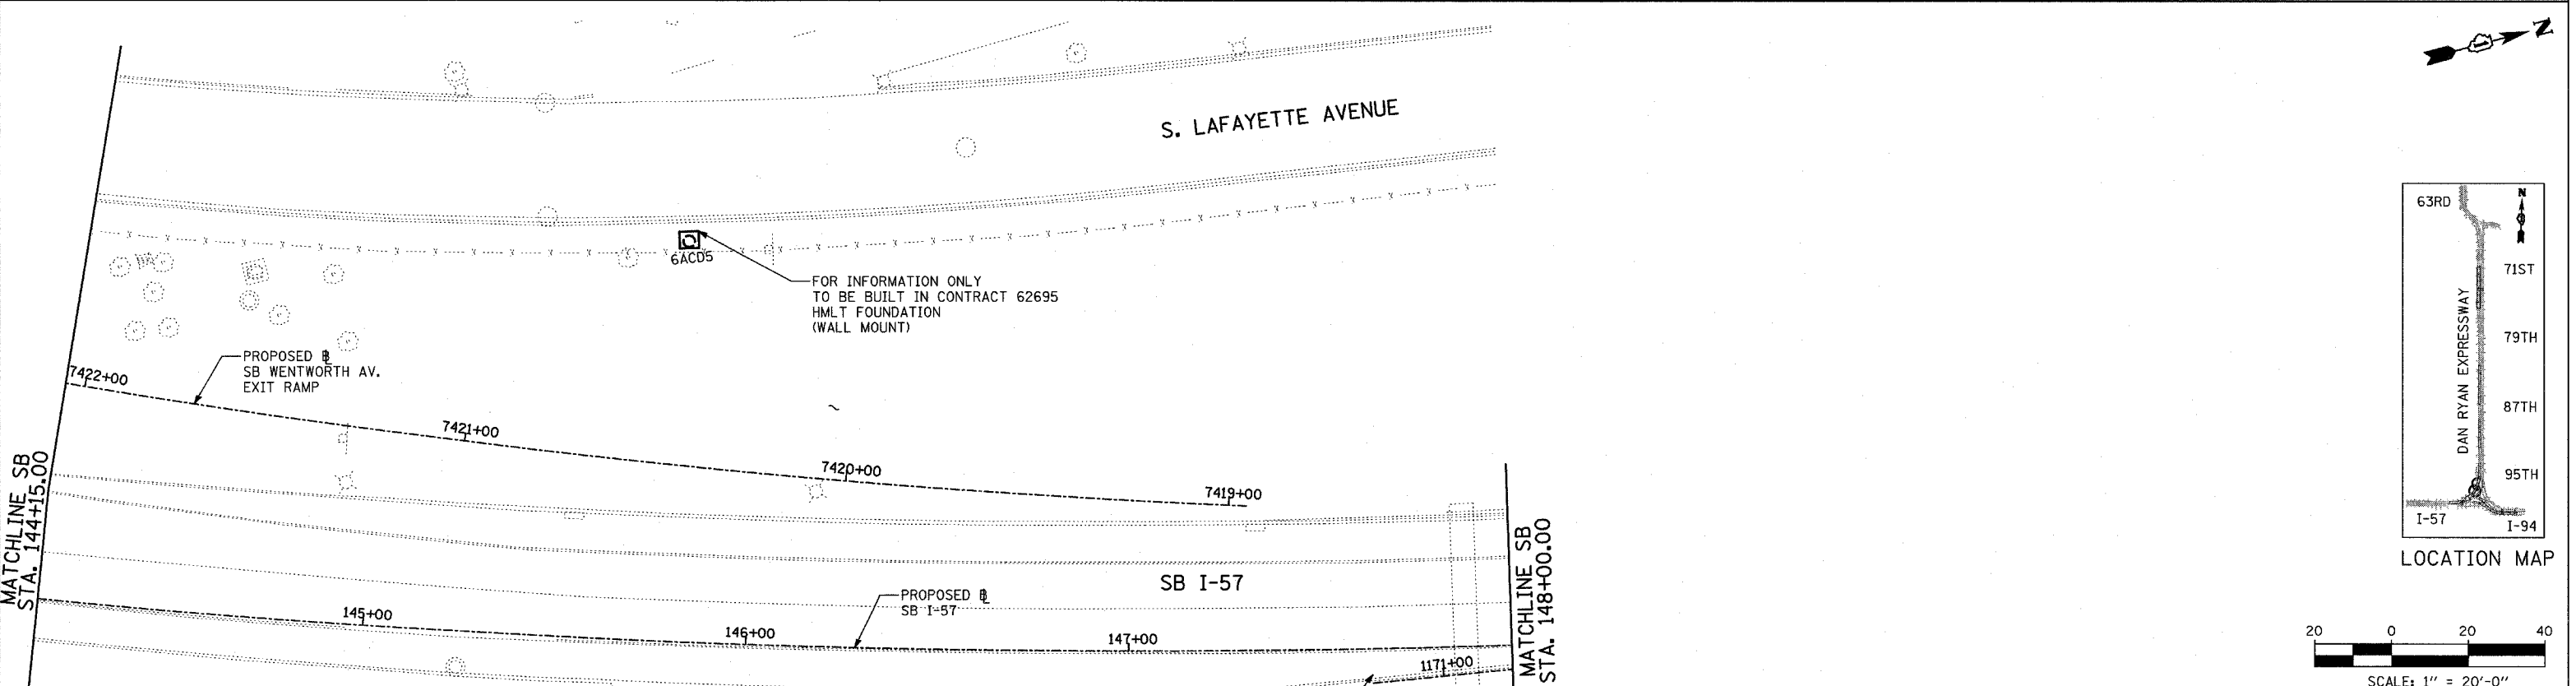 N
S. LAFAYETTE AVENUE
6ACD5
FOR INFORMATION ONLY
TO BE BUILT IN CONTRACT 62695
HMLT FOUNDATION
(WALL MOUNT)
PROPOSED ℄
SB WENTWORTH AV.
EXIT RAMP
7422+00
7421+00
7420+00
7419+00
MATCHLINE SB
STA. 144+15.00
SB I-57
PROPOSED ℄
SB I-57
145+00
146+00
147+00
1171+00
MATCHLINE SB
STA. 148+00.00
63RD
N
71ST
79TH
DAN RYAN EXPRESSWAY
87TH
95TH
I-57
I-94
LOCATION MAP
20 0 20 40
SCALE: 1" = 20'-0"